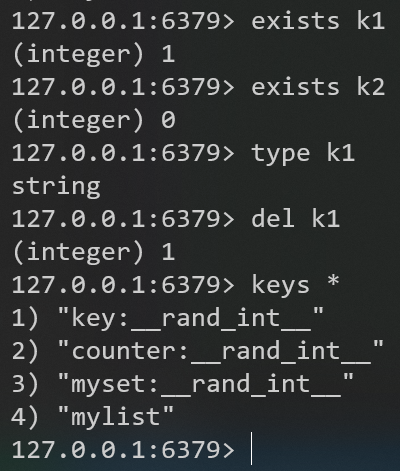 127.0.0.1:6379> exists k1
(integer) 1
127.0.0.1:6379> exists k2
(integer) 0
127.0.0.1:6379> type k1
string
127.0.0.1:6379> del k1
(integer) 1
127.0.0.1:6379> keys *
1) "key:__rand_int__"
2) "counter:__rand_int__"
3) "myset:__rand_int__"
4) "mylist"
127.0.0.1:6379>